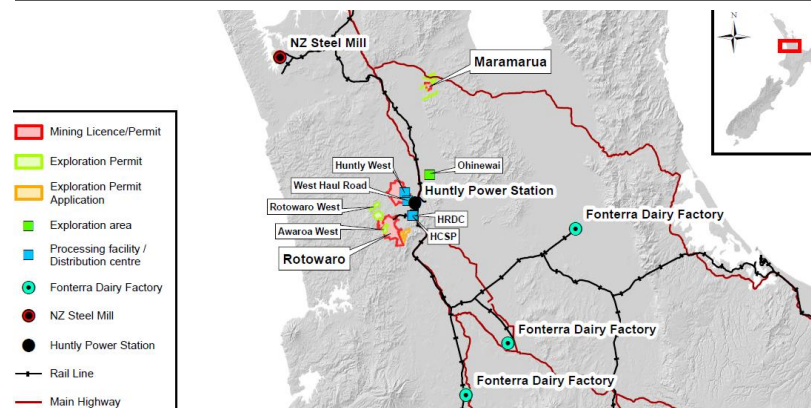 N
NZ Steel Mill
Maramarua
Mining Licence/Permit
Exploration Permit
Exploration Permit
Application
Exploration area
Processing facility /
Distribution centre
Fonterra Dairy Factory
NZ Steel Mill
Huntly Power Station
Rail Line
Main Highway
Huntly West
Ohinewai
West Haul Road
Huntly Power Station
Rotowaro West
HRDC
Fonterra Dairy Factory
Awaroa West
HCSP
Rotowaro
Fonterra Dairy Factory
Fonterra Dairy Factory